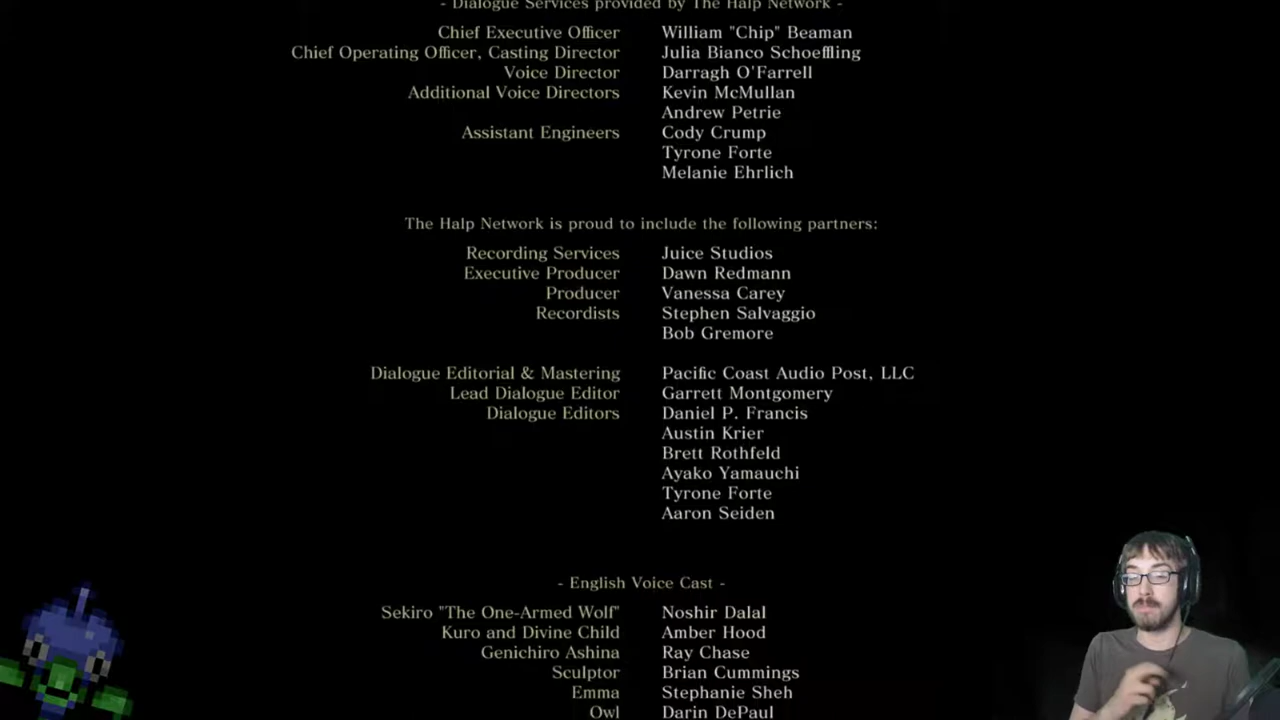 - Dialogue Services provided by The Halp Network -
Chief Executive Officer William "Chip" Beaman
Chief Operating Officer, Casting Director Julia Bianco Schoeffling
Voice Director Darragh O'Farrell
Additional Voice Directors Kevin McMullan
Andrew Petrie
Assistant Engineers Cody Crump
Tyrone Forte
Melanie Ehrlich
The Halp Network is proud to include the following partners:
Recording Services Juice Studios
Executive Producer Dawn Redmann
Producer Vanessa Carey
Recordists Stephen Salvaggio
Bob Gremore
Dialogue Editorial & Mastering Pacific Coast Audio Post, LLC
Lead Dialogue Editor Garrett Montgomery
Dialogue Editors Daniel P. Francis
Austin Krier
Brett Rothfeld
Ayako Yamauchi
Tyrone Forte
Aaron Seiden
- English Voice Cast -
Sekiro "The One-Armed Wolf" Noshir Dalal
Kuro and Divine Child Amber Hood
Genichiro Ashina Ray Chase
Sculptor Brian Cummings
Emma Stephanie Sheh
Owl Darin DePaul